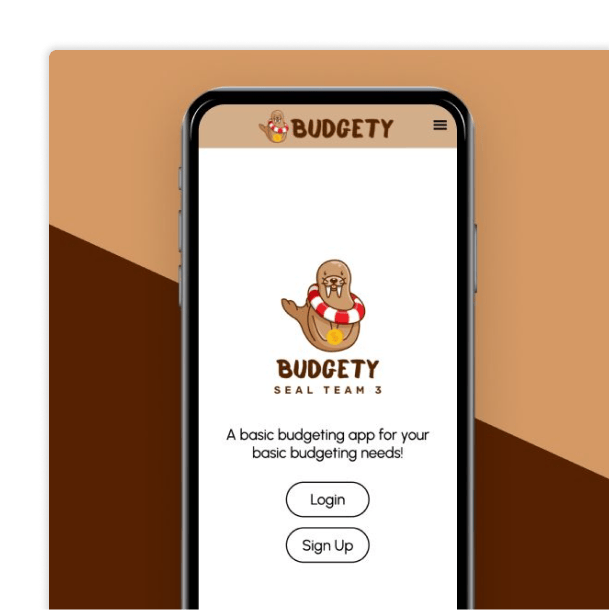 BUDGETY
BUDGETY
SEAL TEAM 3
A basic budgeting app for your
basic budgeting needs!
Login
Sign Up